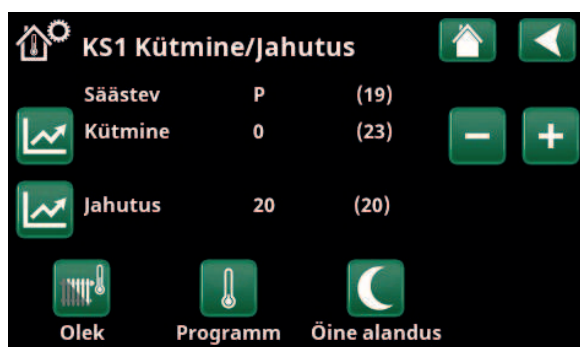 KS1 Kütmine/Jahutus
Säästev P (19)
Kütmine 0 (23)
Jahutus 20 (20)
Olek Programm Öine alandus